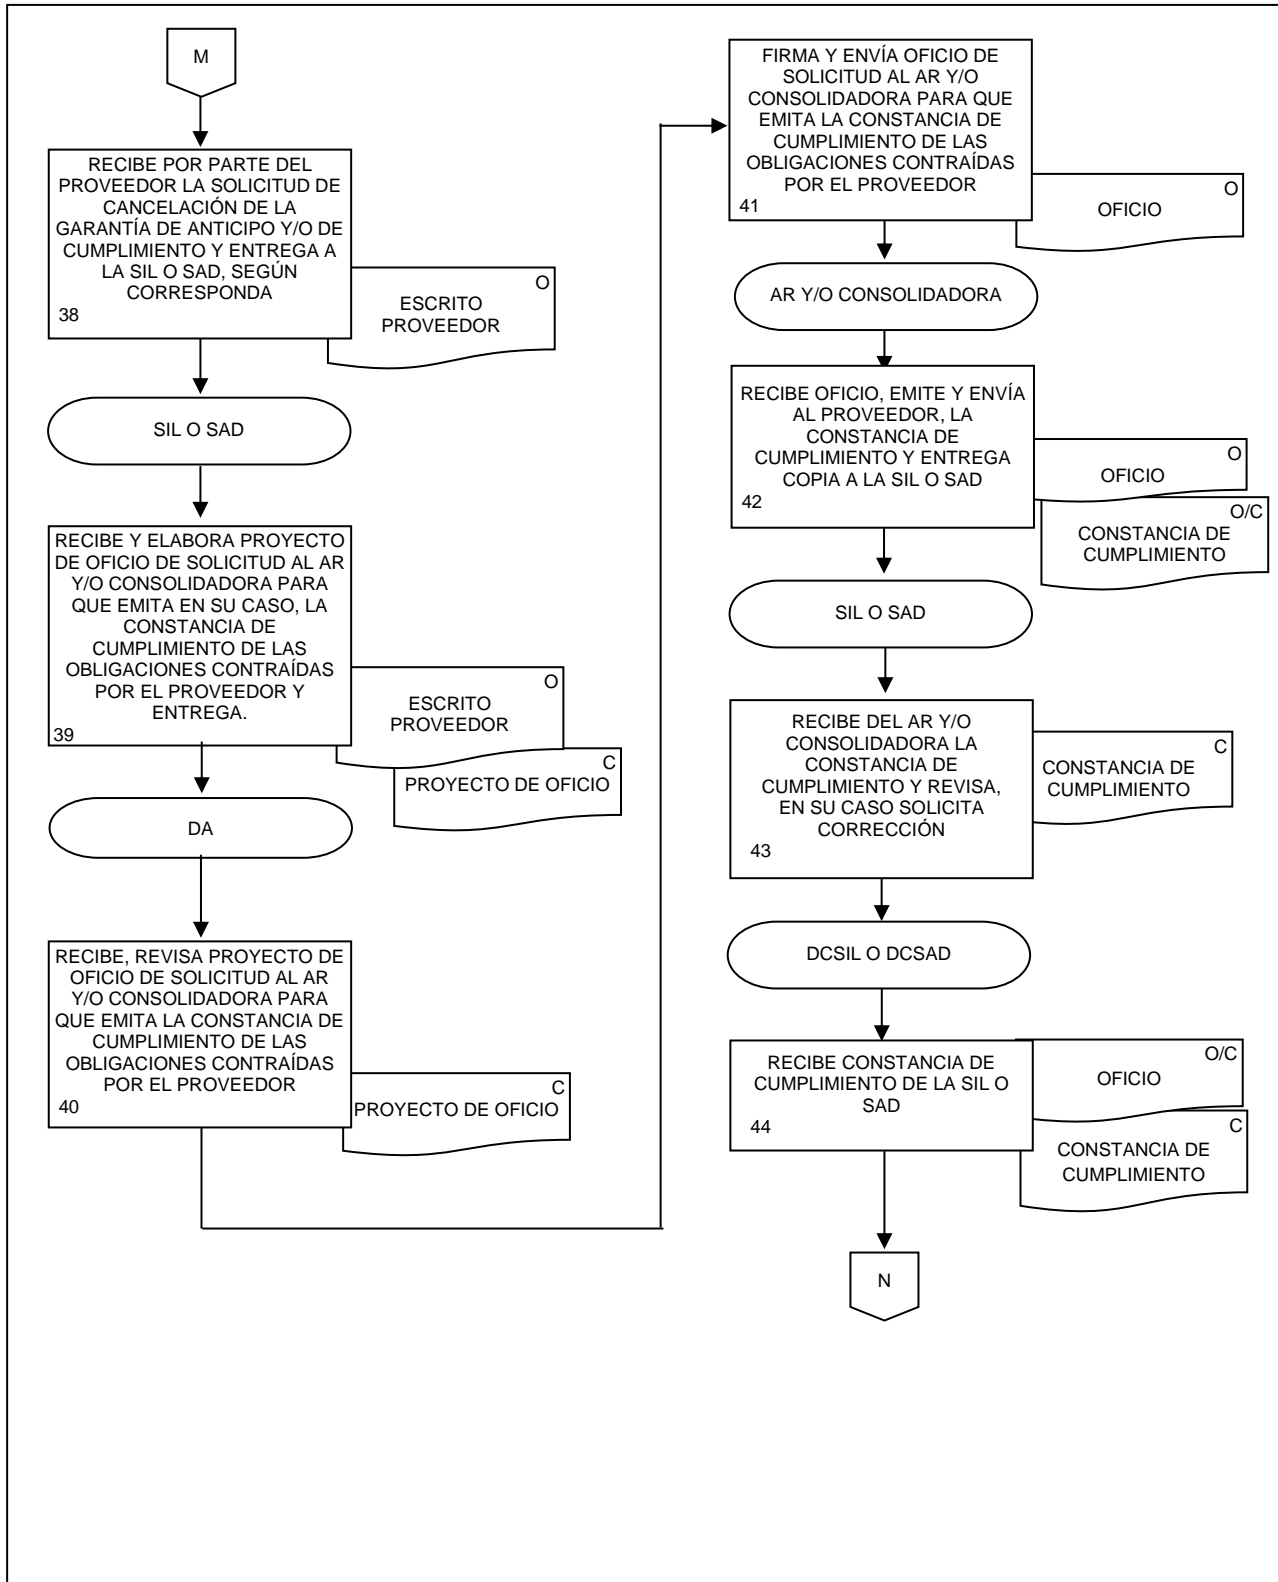 M
RECIBE POR PARTE DEL
PROVEEDOR LA SOLICITUD DE
CANCELACIÓN DE LA
GARANTÍA DE ANTICIPO Y/O DE
CUMPLIMIENTO Y ENTREGA A
LA SIL O SAD, SEGÚN
CORRESPONDA
38
O
ESCRITO
PROVEEDOR
SIL O SAD
RECIBE Y ELABORA PROYECTO
DE OFICIO DE SOLICITUD AL AR
Y/O CONSOLIDADORA PARA
QUE EMITA EN SU CASO, LA
CONSTANCIA DE
CUMPLIMIENTO DE LAS
OBLIGACIONES CONTRAÍDAS
POR EL PROVEEDOR Y
ENTREGA.
39
O
ESCRITO
PROVEEDOR
C
PROYECTO DE OFICIO
DA
RECIBE, REVISA PROYECTO DE
OFICIO DE SOLICITUD AL AR
Y/O CONSOLIDADORA PARA
QUE EMITA LA CONSTANCIA DE
CUMPLIMIENTO DE LAS
OBLIGACIONES CONTRAÍDAS
POR EL PROVEEDOR
40
C
PROYECTO DE OFICIO
FIRMA Y ENVÍA OFICIO DE
SOLICITUD AL AR Y/O
CONSOLIDADORA PARA QUE
EMITA LA CONSTANCIA DE
CUMPLIMIENTO DE LAS
OBLIGACIONES CONTRAÍDAS
POR EL PROVEEDOR
41
O
OFICIO
AR Y/O CONSOLIDADORA
RECIBE OFICIO, EMITE Y ENVÍA
AL PROVEEDOR, LA
CONSTANCIA DE
CUMPLIMIENTO Y ENTREGA
COPIA A LA SIL O SAD
42
O
OFICIO
O/C
CONSTANCIA DE
CUMPLIMIENTO
SIL O SAD
RECIBE DEL AR Y/O
CONSOLIDADORA LA
CONSTANCIA DE
CUMPLIMIENTO Y REVISA,
EN SU CASO SOLICITA
CORRECCIÓN
43
C
CONSTANCIA DE
CUMPLIMIENTO
DCSIL O DCSAD
RECIBE CONSTANCIA DE
CUMPLIMIENTO DE LA SIL O
SAD
44
O/C
OFICIO
C
CONSTANCIA DE
CUMPLIMIENTO
N